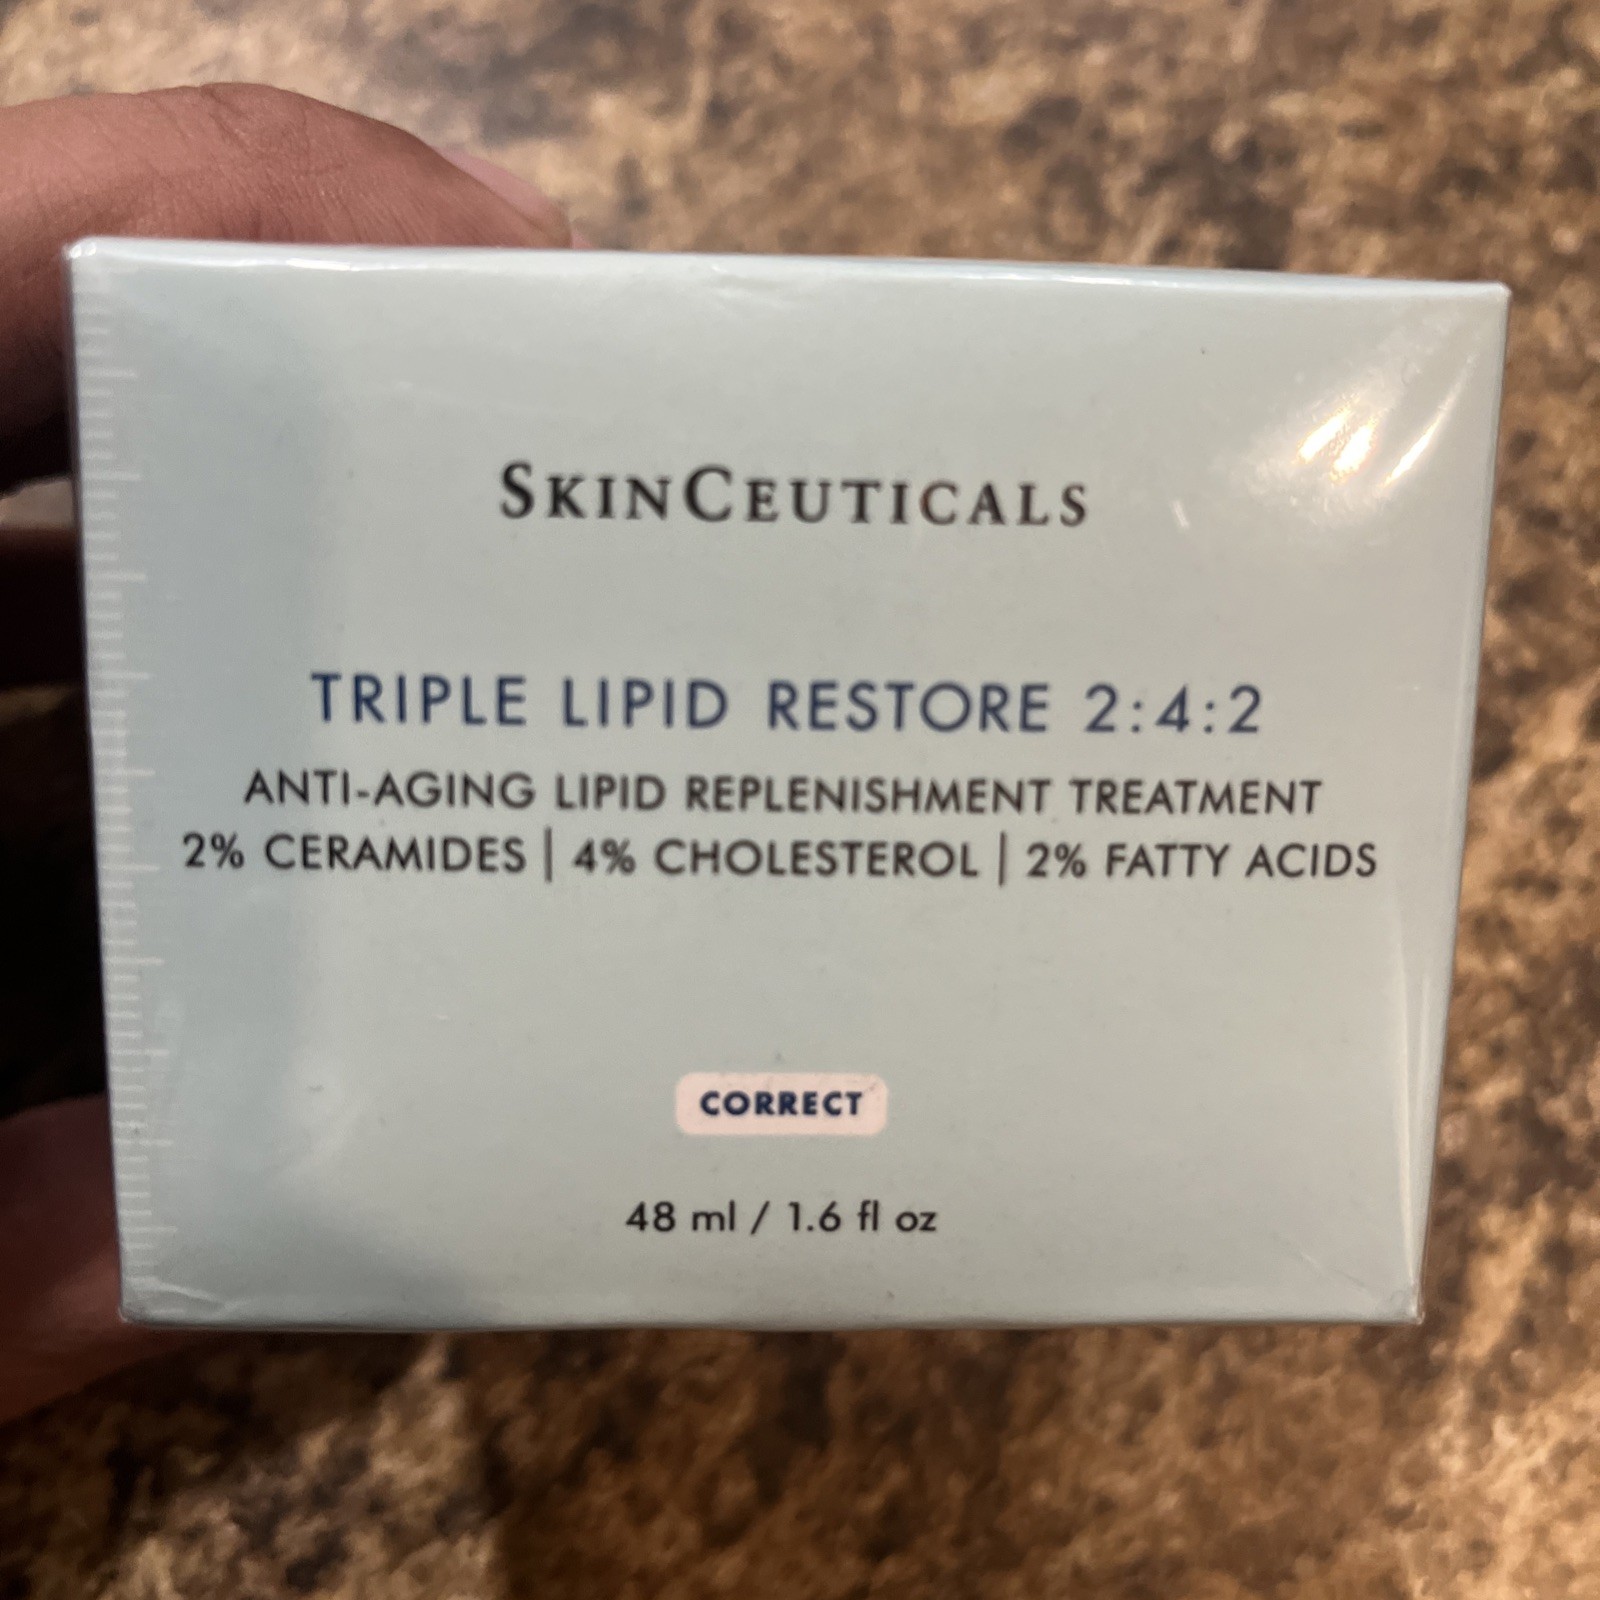 SKINCEUTICALS
TRIPLE LIPID RESTORE 2:4:2
ANTI-AGING LIPID REPLENISHMENT TREATMENT
2% CERAMIDES | 4% CHOLESTEROL | 2% FATTY ACIDS
CORRECT
48 ml / 1.6 fl oz